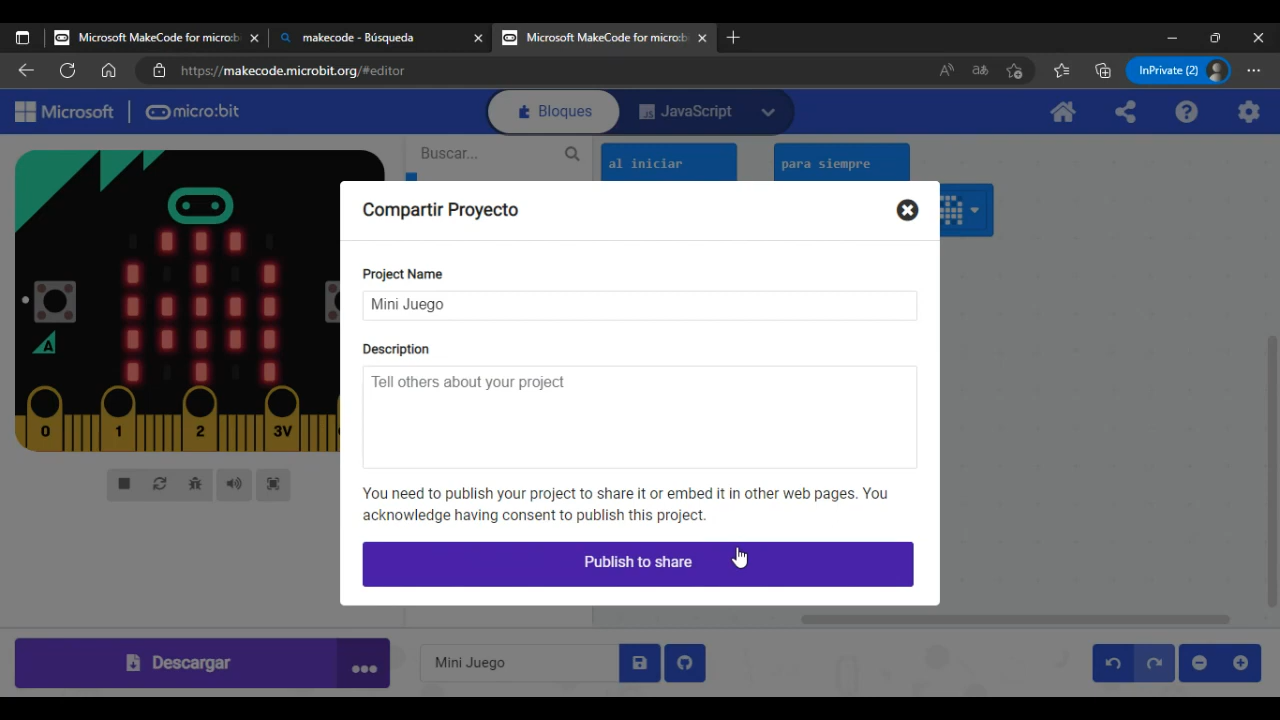 Microsoft MakeCode for micro:b
makecode - Búsqueda
Microsoft MakeCode for micro:b
https://makecode.microbit.org/#editor
InPrivate (2)
Microsoft
micro:bit
Bloques
JavaScript
Buscar...
al iniciar
para siempre
Compartir Proyecto
Project Name
Mini Juego
Description
Tell others about your project
You need to publish your project to share it or embed it in other web pages. You
acknowledge having consent to publish this project.
Publish to share
A
0 1 2 3V
Descargar
Mini Juego